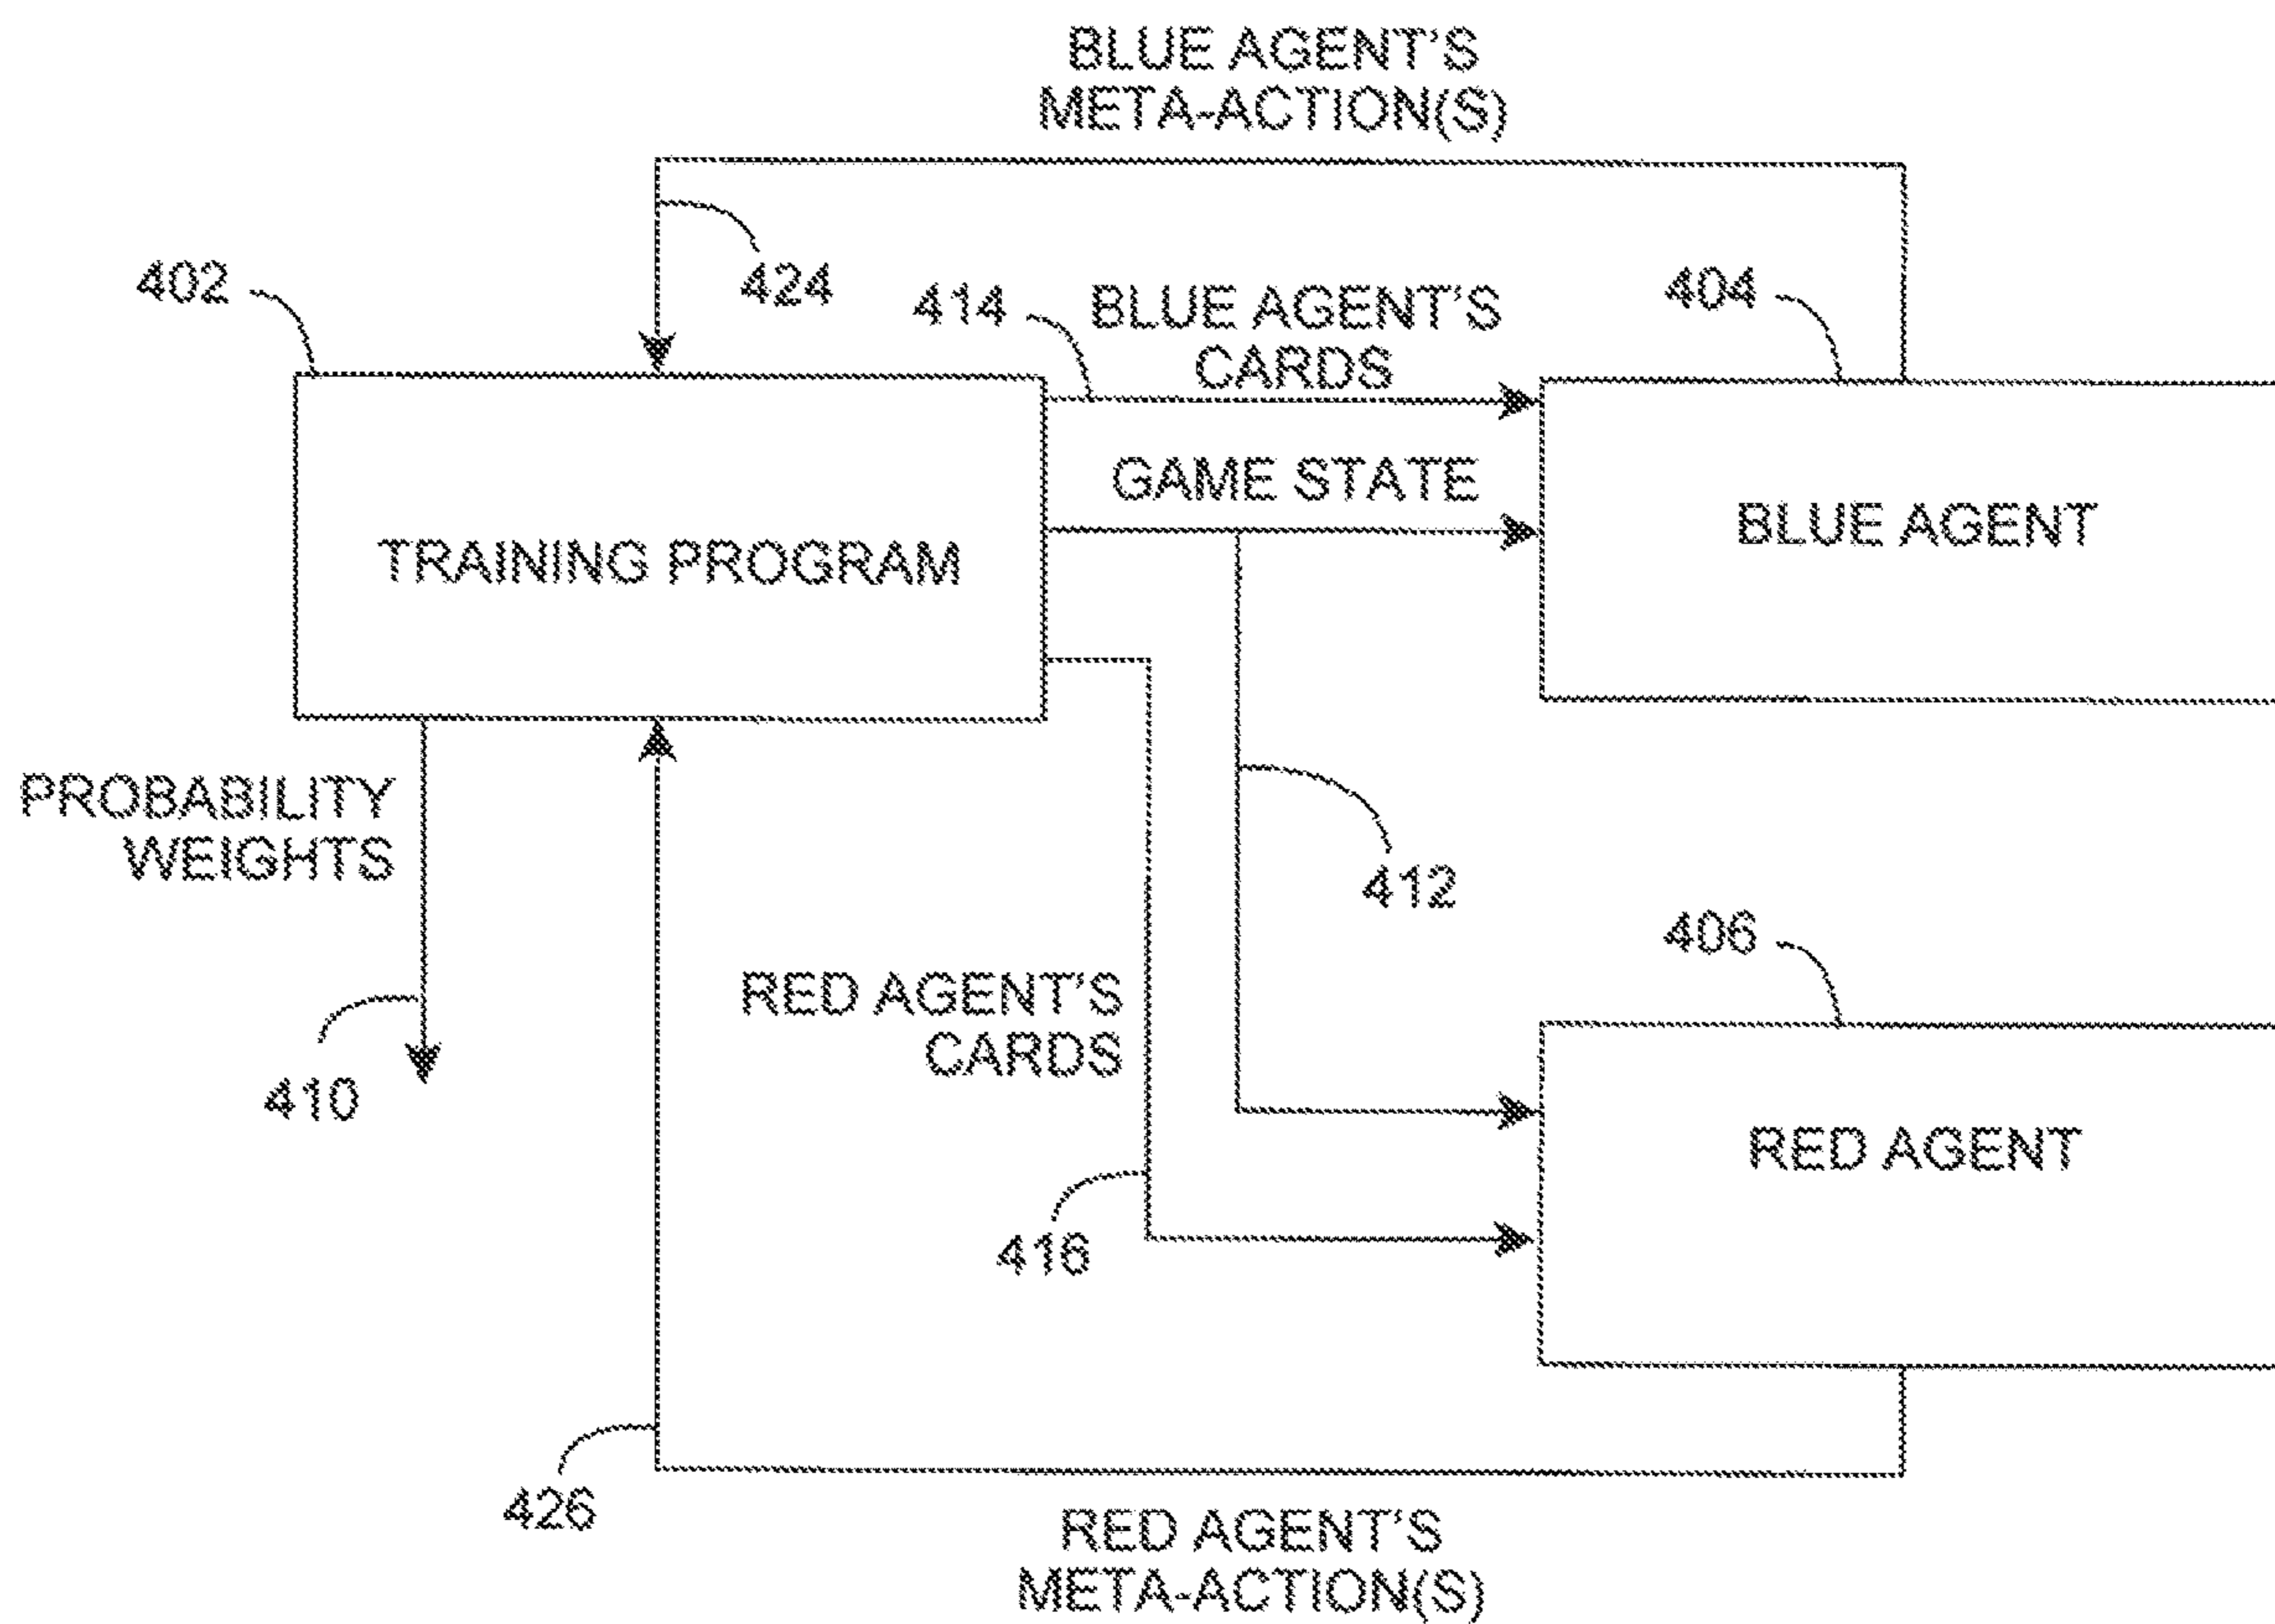 BLUE AGENT'S
META-ACTION(S)
402
424
414
BLUE AGENT'S
CARDS
404
GAME STATE
TRAINING PROGRAM
BLUE AGENT
PROBABILITY
WEIGHTS
412
406
RED AGENT'S
CARDS
410
RED AGENT
416
426
RED AGENT'S
META-ACTION(S)